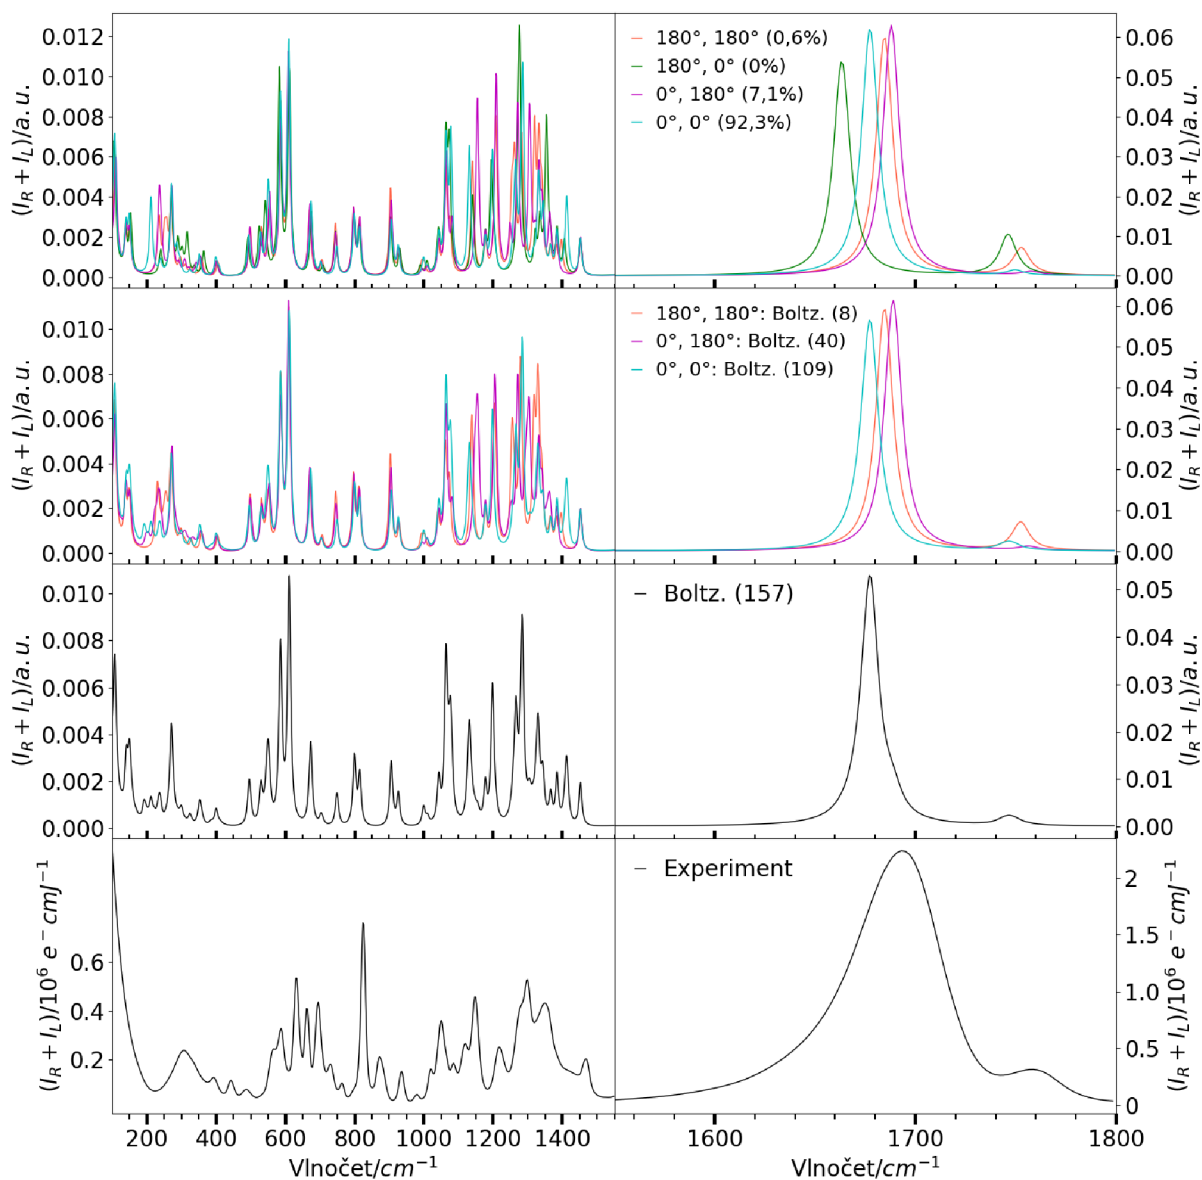 (I_R + I_L)/a.u.
0.012
0.010
0.008
0.006
0.004
0.002
0.000
180°, 180° (0,6%)
180°, 0° (0%)
0°, 180° (7,1%)
0°, 0° (92,3%)
0.06
0.05
0.04
0.03
0.02
0.01
0.00
(I_R + I_L)/a.u.
(I_R + I_L)/a.u.
0.010
0.008
0.006
0.004
0.002
0.000
180°, 180°: Boltz. (8)
0°, 180°: Boltz. (40)
0°, 0°: Boltz. (109)
0.06
0.05
0.04
0.03
0.02
0.01
0.00
(I_R + I_L)/a.u.
(I_R + I_L)/a.u.
0.010
0.008
0.006
0.004
0.002
0.000
Boltz. (157)
0.05
0.04
0.03
0.02
0.01
0.00
(I_R + I_L)/a.u.
(I_R + I_L)/10⁶ e⁻ cmJ⁻¹
0.6
0.4
0.2
Experiment
2
1.5
1.0
0.5
0
(I_R + I_L)/10⁶ e⁻ cmJ⁻¹
200 400 600 800 1000 1200 1400
1600 1700 1800
Vlnočet/cm⁻¹
Vlnočet/cm⁻¹